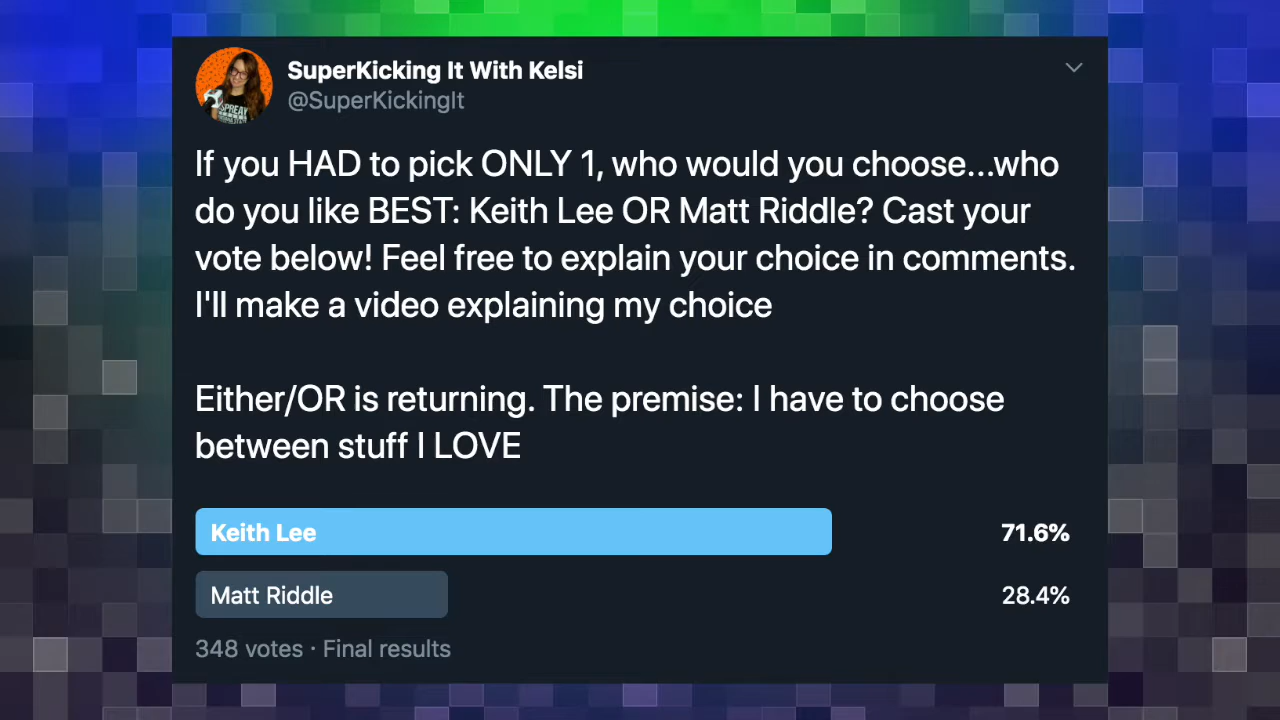 SuperKicking It With Kelsi
@SuperKickingIt
If you HAD to pick ONLY 1, who would you choose...who
do you like BEST: Keith Lee OR Matt Riddle? Cast your
vote below! Feel free to explain your choice in comments.
I'll make a video explaining my choice
Either/OR is returning. The premise: I have to choose
between stuff I LOVE
Keith Lee 71.6%
Matt Riddle 28.4%
348 votes · Final results